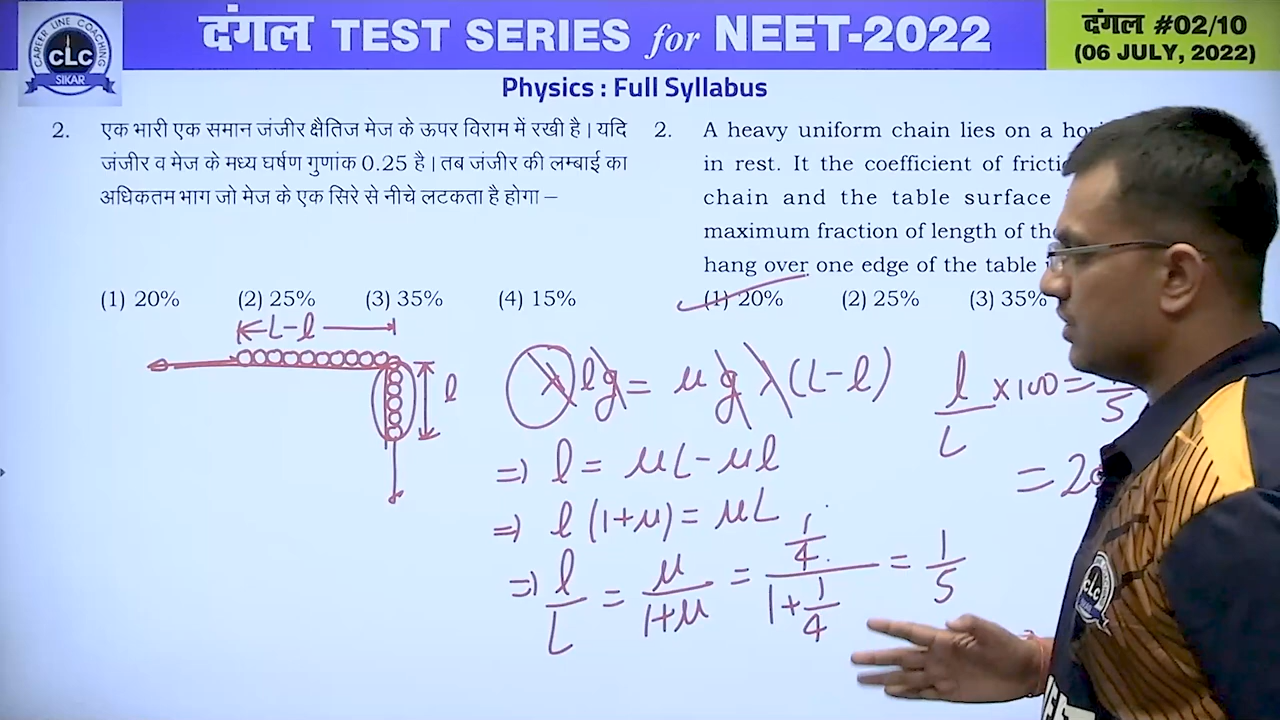 CAREER LINE COACHING
CLC
SIKAR
दंगल TEST SERIES for NEET-2022
दंगल #02/10
(06 JULY, 2022)
Physics : Full Syllabus
2. एक भारी एक समान जंजीर क्षैतिज मेज के ऊपर विराम में रखी है। यदि
जंजीर व मेज के मध्य घर्षण गुणांक 0.25 है। तब जंजीर की लम्बाई का
अधिकतम भाग जो मेज के एक सिरे से नीचे लटकता है होगा –
(1) 20% (2) 25% (3) 35% (4) 15%
2. A heavy uniform chain lies on a
in rest. It the coefficient of
chain and the table surface
maximum fraction of length of
hang over one edge of the table
(1) 20% (2) 25% (3) 35%
L-l
l
λlg = μgλ(L-l)
=> l = μL-μl
=> l(1+μ) = μL
=> l/L = μ/(1+μ) = (1/4)/(1+1/4) = 1/5
l/L ×100 =
=
CLC